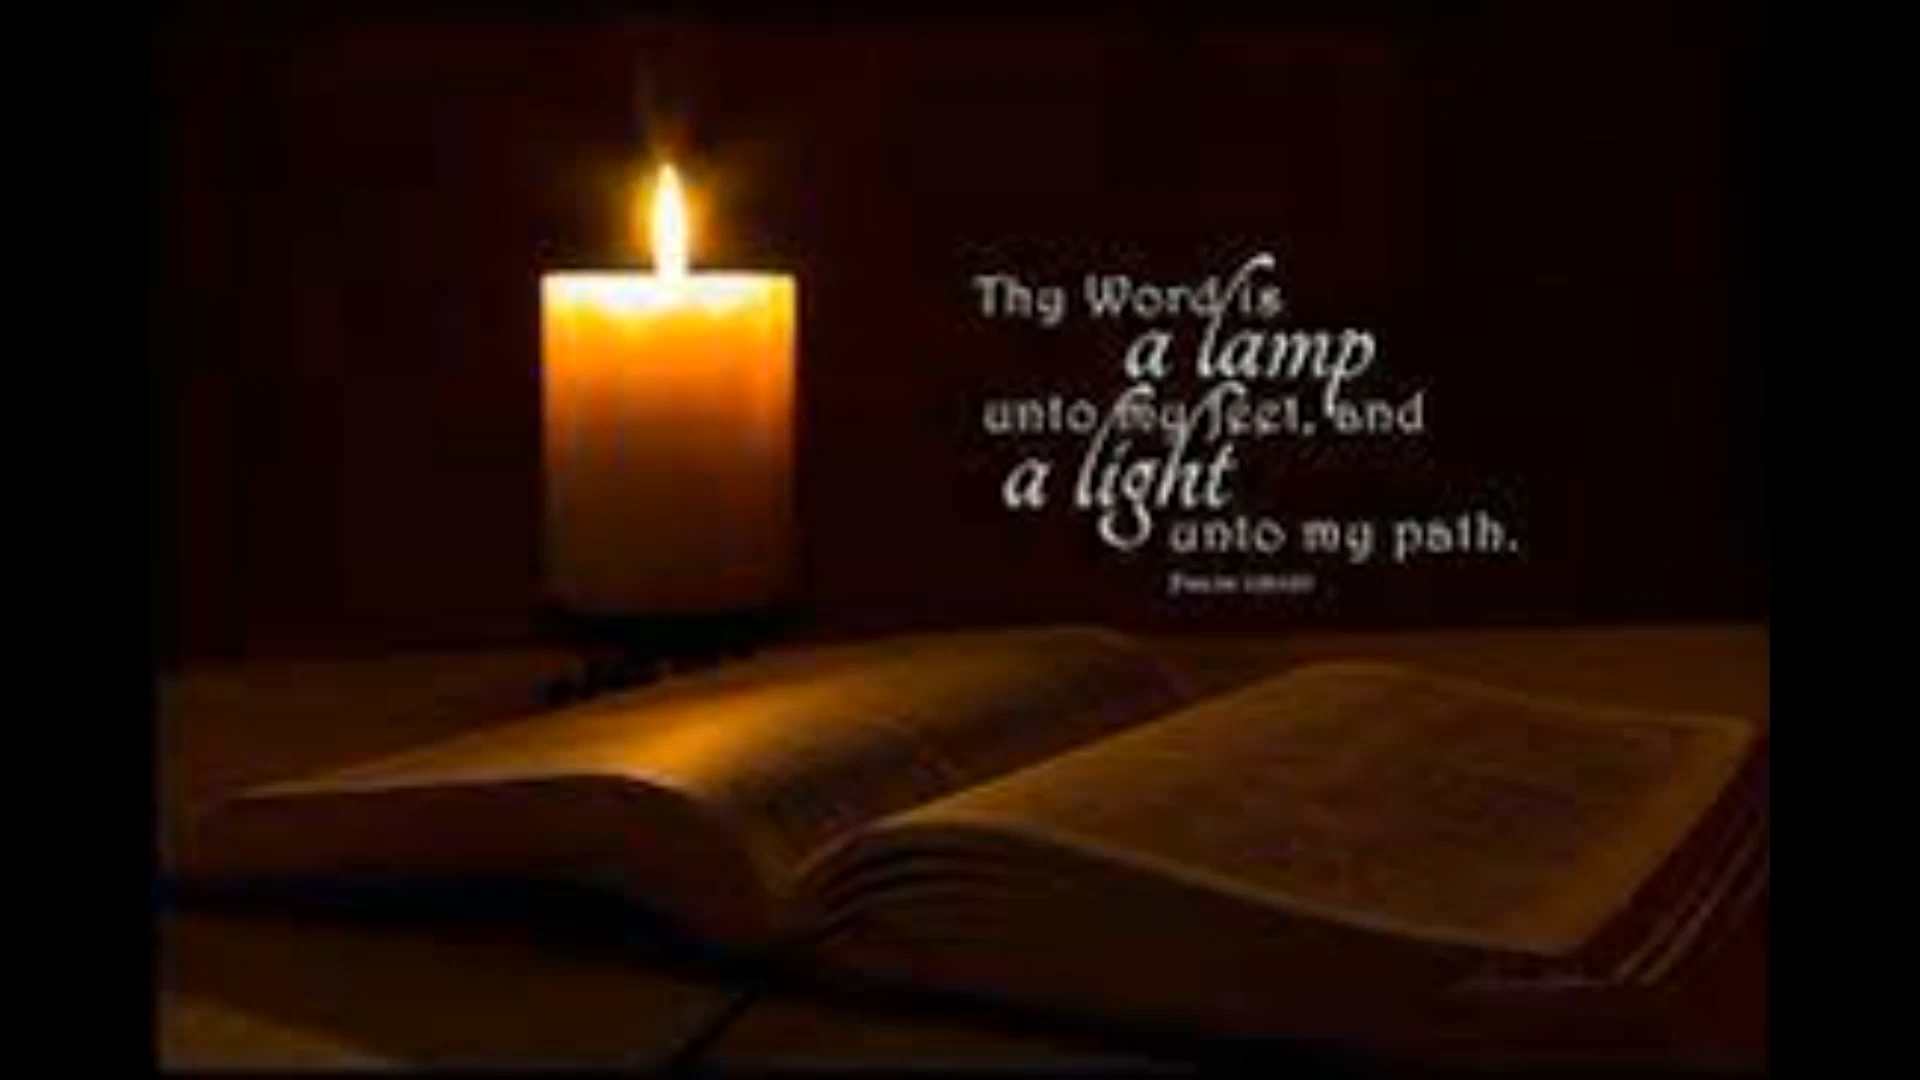 Thy Word is
a lamp
unto my feet, and
a light
unto my path.